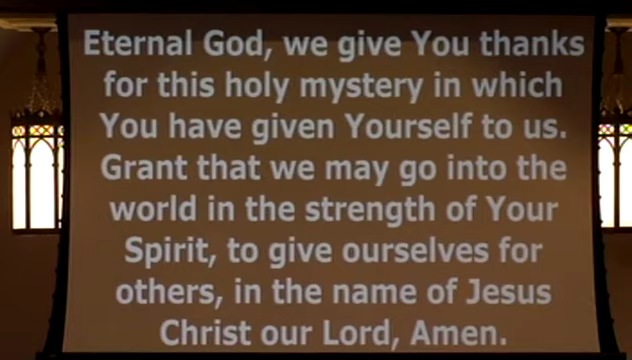 Eternal God, we give You thanks
for this holy mystery in which
You have given Yourself to us.
Grant that we may go into the
world in the strength of Your
Spirit, to give ourselves for
others, in the name of Jesus
Christ our Lord, Amen.